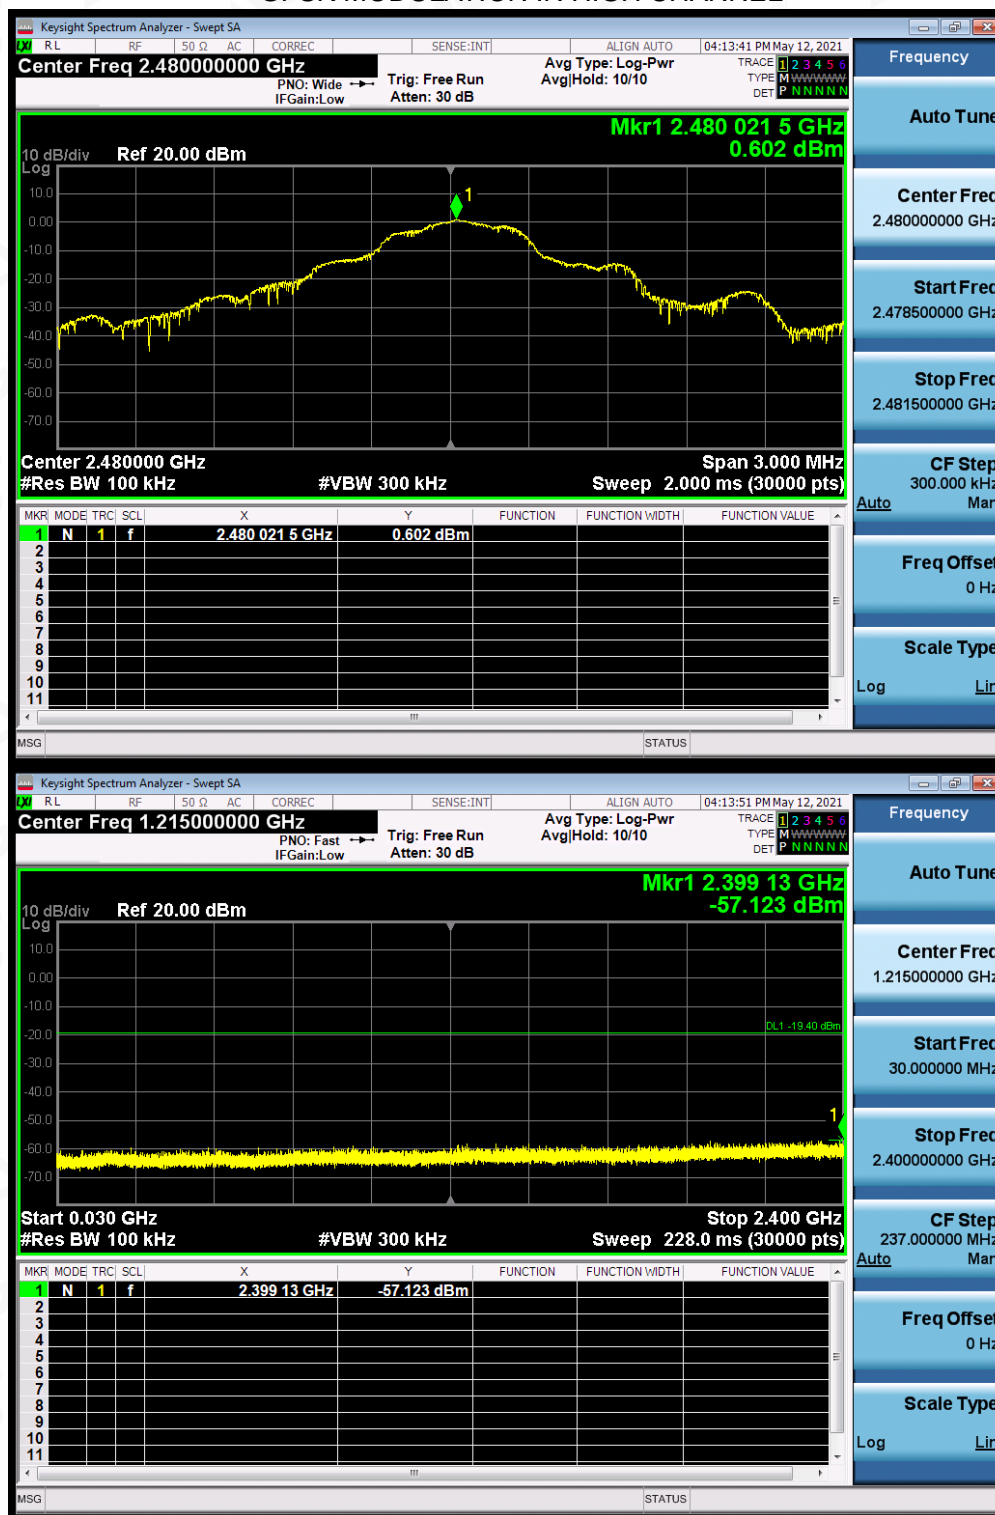 GFSK MODULATION IN HIGH CHANNEL
Keysight Spectrum Analyzer - Swept SA
LXI RL RF 50 Ω AC CORREC SENSE:INT ALIGN AUTO 04:13:41 PM May 12, 2021
Center Freq 2.480000000 GHz
PNO: Wide
IFGain:Low
Trig: Free Run
Atten: 30 dB
Avg Type: Log-Pwr
Avg|Hold: 10/10
TRACE 1 2 3 4 5 6
TYPE M WWWWW
DET P N N N N N
Mkr1 2.480 021 5 GHz
0.602 dBm
10 dB/div Ref 20.00 dBm
Log
10.0
0.00
-10.0
-20.0
-30.0
-40.0
-50.0
-60.0
-70.0
1
Center 2.480000 GHz Span 3.000 MHz
#Res BW 100 kHz #VBW 300 kHz Sweep 2.000 ms (30000 pts)
MKR MODE TRC SCL X Y FUNCTION FUNCTION WIDTH FUNCTION VALUE
1 N 1 f 2.480 021 5 GHz 0.602 dBm
2
3
4
5
6
7
8
9
10
11
MSG STATUS
Frequency
Auto Tune
Center Freq
2.480000000 GHz
Start Freq
2.478500000 GHz
Stop Freq
2.481500000 GHz
CF Step
300.000 kHz
Auto Man
Freq Offset
0 Hz
Scale Type
Log Lin
Keysight Spectrum Analyzer - Swept SA
LXI RL RF 50 Ω AC CORREC SENSE:INT ALIGN AUTO 04:13:51 PM May 12, 2021
Center Freq 1.215000000 GHz
PNO: Fast
IFGain:Low
Trig: Free Run
Atten: 30 dB
Avg Type: Log-Pwr
Avg|Hold: 10/10
TRACE 1 2 3 4 5 6
TYPE M WWWWW
DET P N N N N N
Mkr1 2.399 13 GHz
-57.123 dBm
10 dB/div Ref 20.00 dBm
Log
10.0
0.00
-10.0
-20.0
-30.0
-40.0
-50.0
-60.0
-70.0
DL1 -19.40 dBm
1
Start 0.030 GHz Stop 2.400 GHz
#Res BW 100 kHz #VBW 300 kHz Sweep 228.0 ms (30000 pts)
MKR MODE TRC SCL X Y FUNCTION FUNCTION WIDTH FUNCTION VALUE
1 N 1 f 2.399 13 GHz -57.123 dBm
2
3
4
5
6
7
8
9
10
11
MSG STATUS
Frequency
Auto Tune
Center Freq
1.215000000 GHz
Start Freq
30.000000 MHz
Stop Freq
2.400000000 GHz
CF Step
237.000000 MHz
Auto Man
Freq Offset
0 Hz
Scale Type
Log Lin